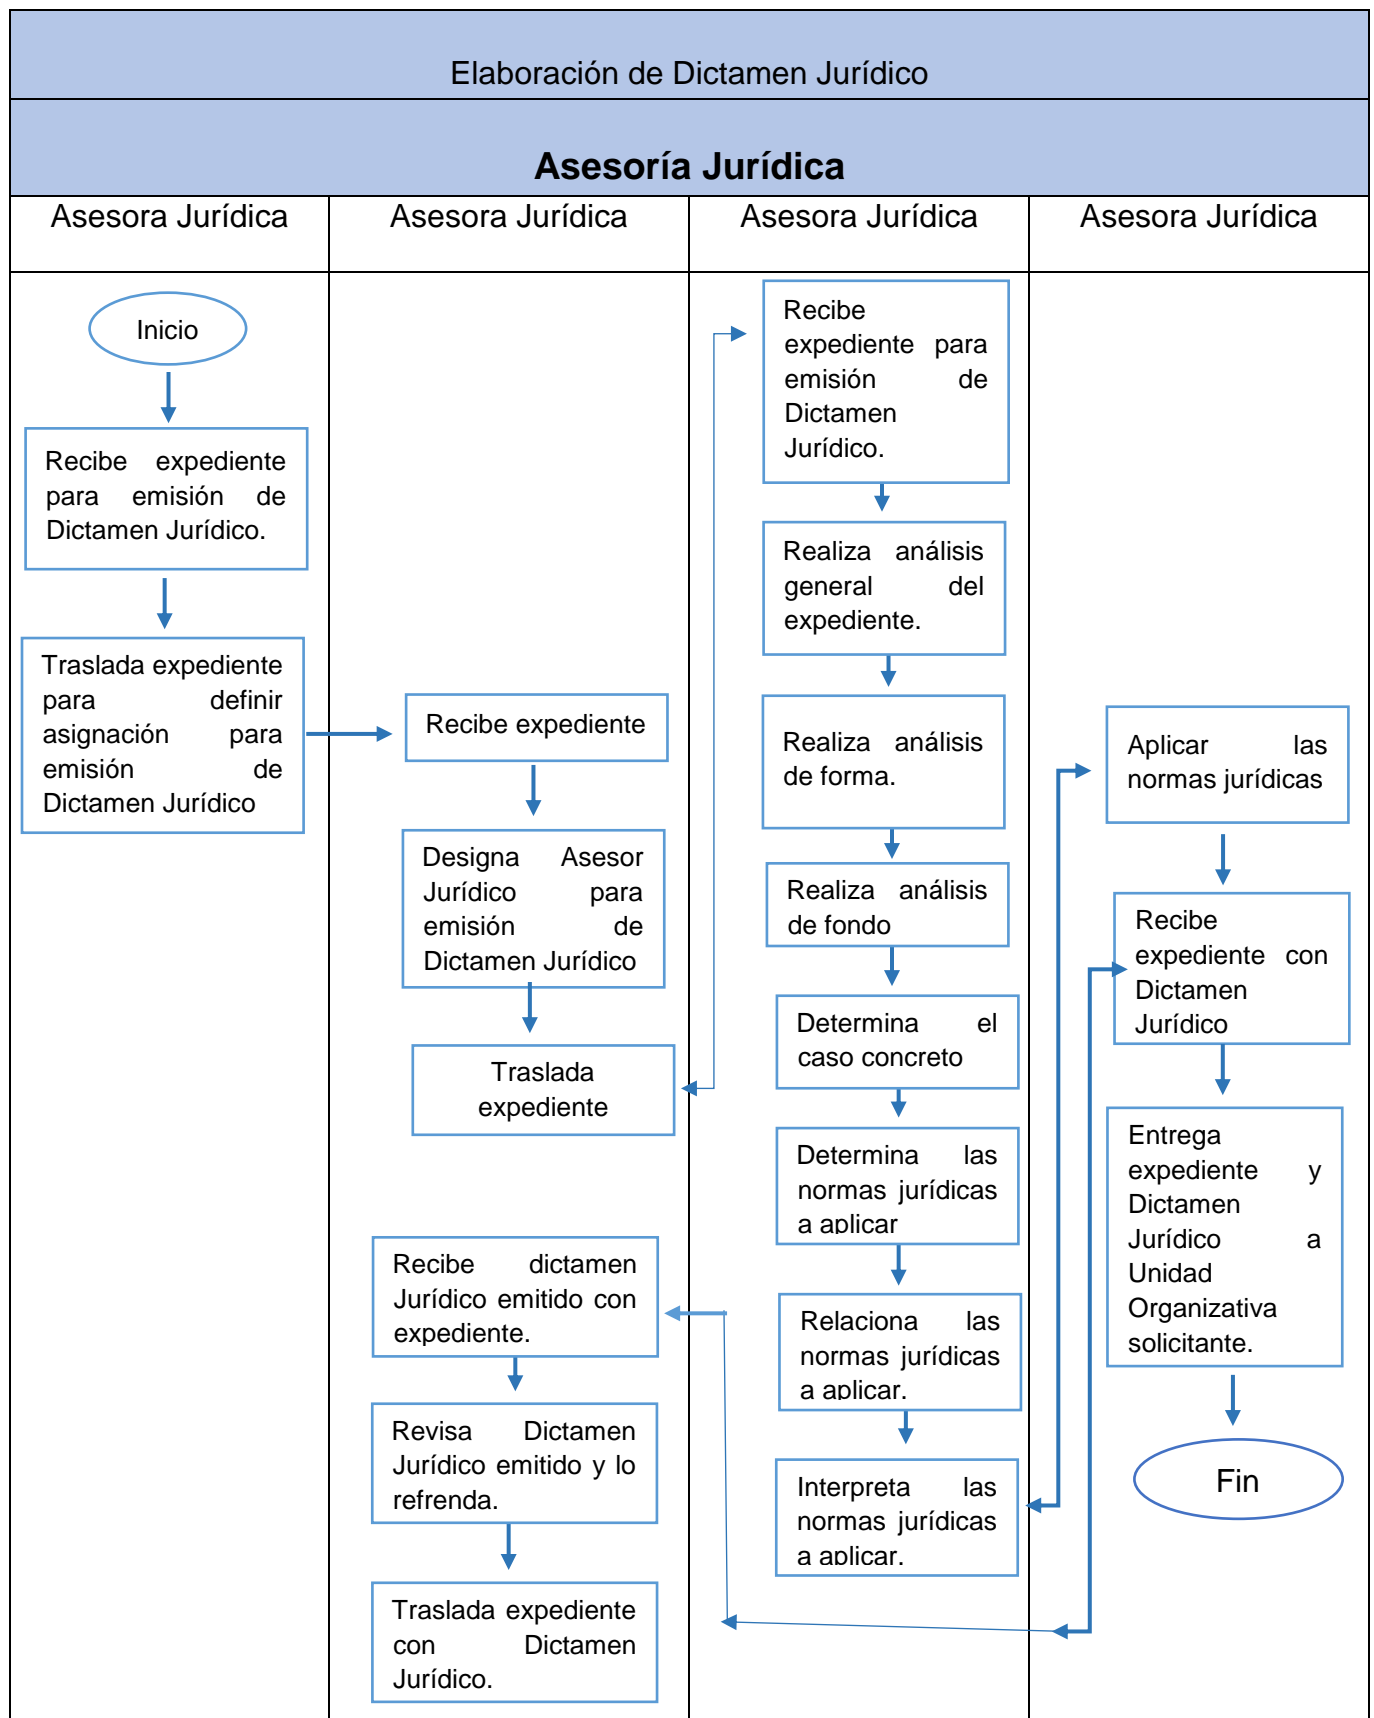 Elaboración de Dictamen Jurídico
Asesoría Jurídica
Asesora Jurídica
Asesora Jurídica
Asesora Jurídica
Asesora Jurídica
Inicio
Recibe expediente
para emisión de
Dictamen Jurídico.
Traslada expediente
para definir
asignación para
emisión de
Dictamen Jurídico
Recibe expediente
Designa Asesor
Jurídico para
emisión de
Dictamen Jurídico
Traslada
expediente
Recibe dictamen
Jurídico emitido con
expediente.
Revisa Dictamen
Jurídico emitido y lo
refrenda.
Traslada expediente
con Dictamen
Jurídico.
Recibe
expediente para
emisión de
Dictamen
Jurídico.
Realiza análisis
general del
expediente.
Realiza análisis
de forma.
Realiza análisis
de fondo
Determina el
caso concreto
Determina las
normas jurídicas
a aplicar
Relaciona las
normas jurídicas
a aplicar.
Interpreta las
normas jurídicas
a aplicar.
Aplicar las
normas jurídicas
Recibe
expediente con
Dictamen
Jurídico
Entrega
expediente y
Dictamen
Jurídico a
Unidad
Organizativa
solicitante.
Fin